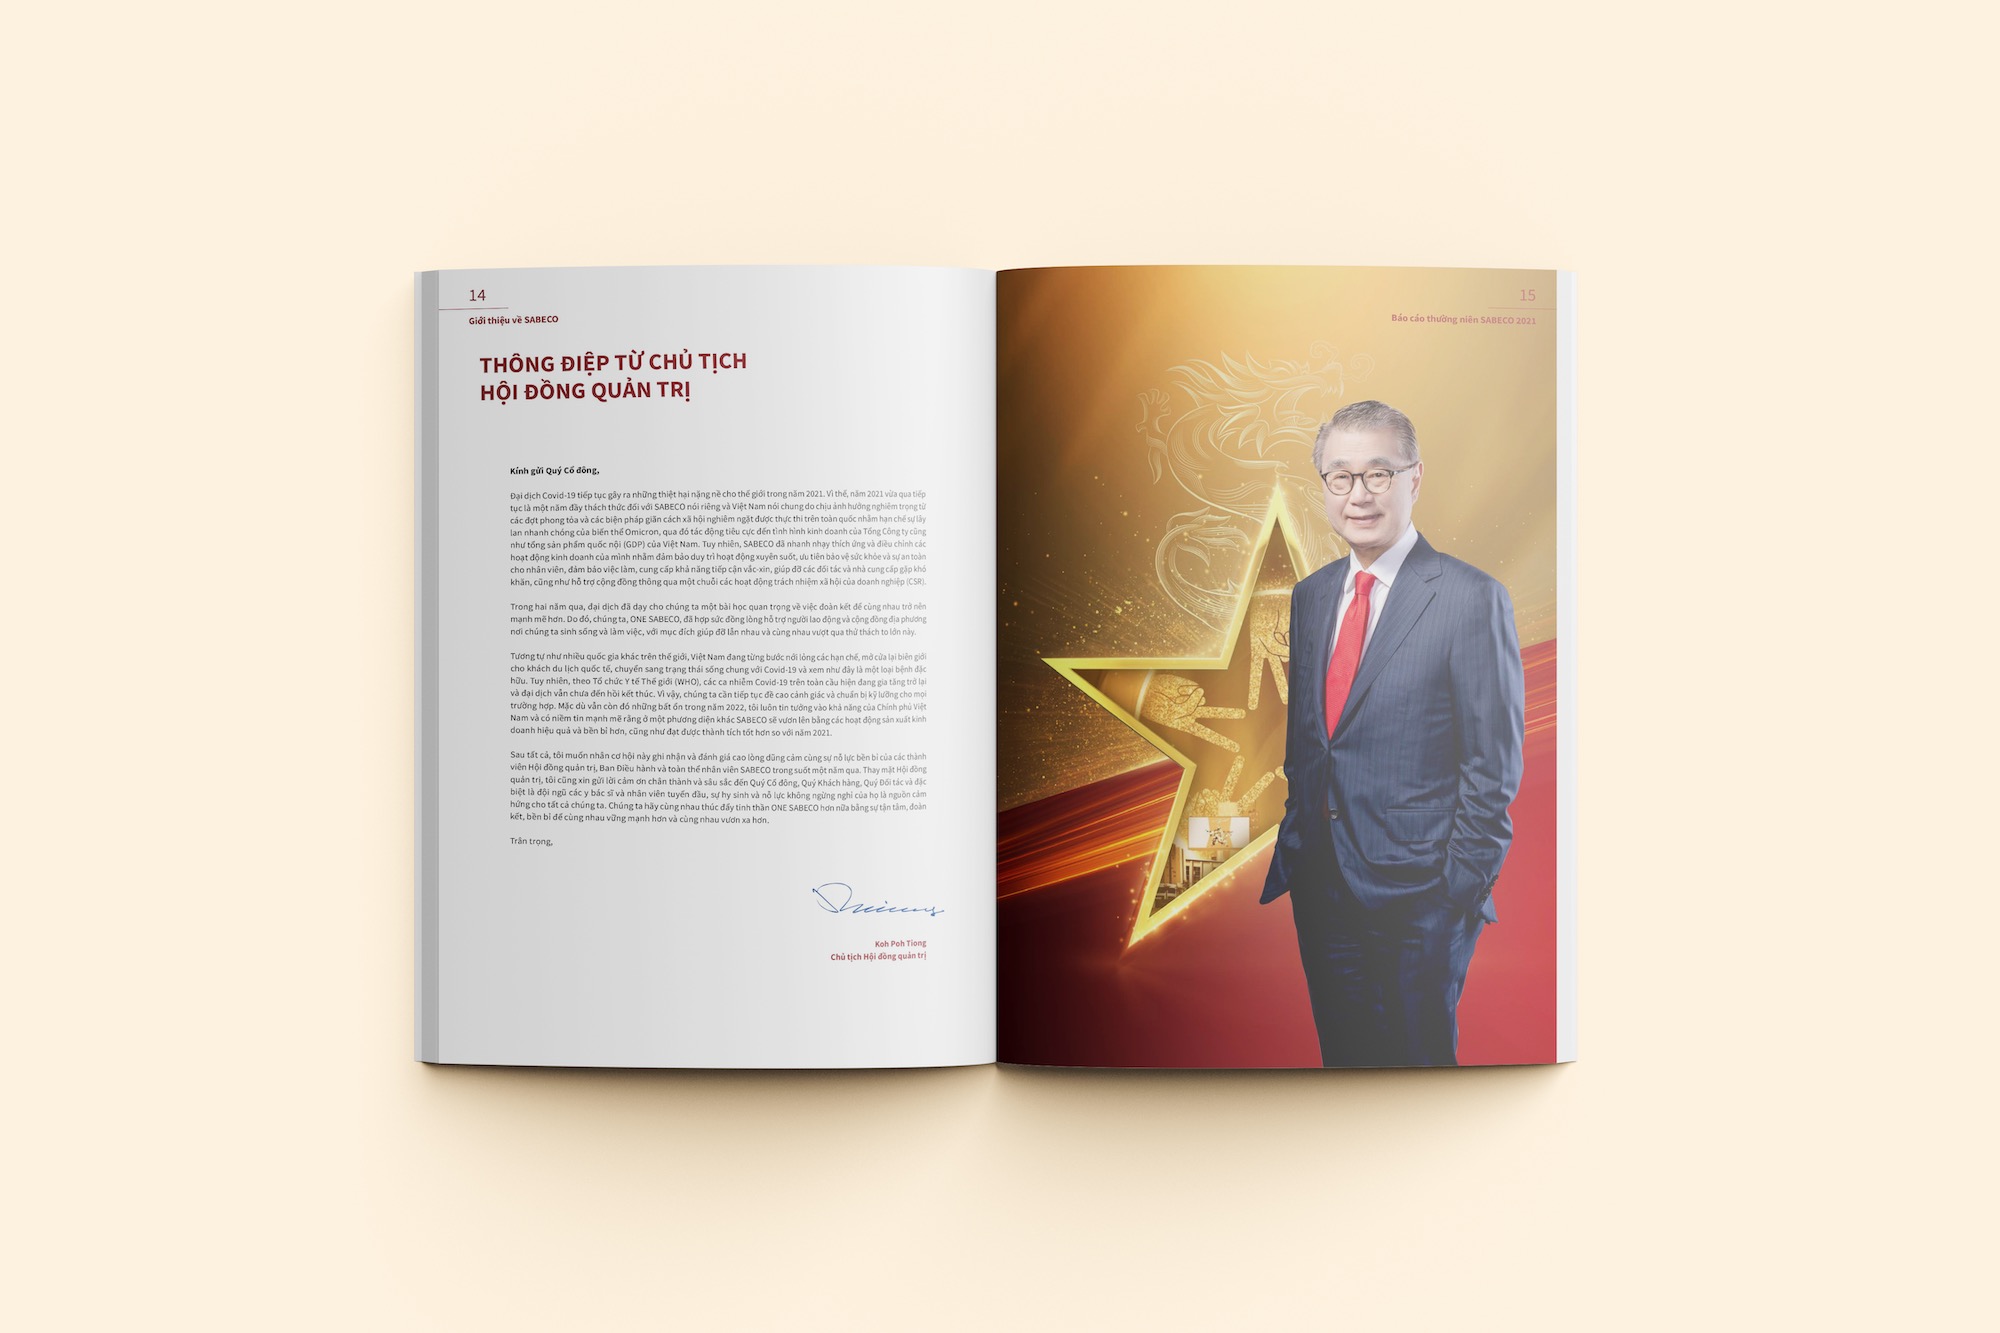 14
Giới thiệu về SABECO
THÔNG ĐIỆP TỪ CHỦ TỊCH
HỘI ĐỒNG QUẢN TRỊ
Kính gửi Quý Cổ đông,
Đại dịch Covid-19 tiếp tục gây ra những thiệt hại nặng nề cho thế giới trong năm 2021. Vì thế, năm 2021 vừa qua tiếp
tục là một năm đầy thách thức đối với SABECO nói riêng và Việt Nam nói chung do chịu ảnh hưởng nghiêm trọng từ
các đợt phong tỏa và các biện pháp giãn cách xã hội nghiêm ngặt được thực thi trên toàn quốc nhằm hạn chế sự lây
lan nhanh chóng của biến thể Omicron, qua đó tác động tiêu cực đến tình hình kinh doanh của Tổng Công ty cũng
như tổng sản phẩm quốc nội (GDP) của Việt Nam. Tuy nhiên, SABECO đã nhanh nhạy thích ứng và điều chỉnh các
hoạt động kinh doanh của mình nhằm đảm bảo duy trì hoạt động xuyên suốt, ưu tiên bảo vệ sức khỏe và sự an toàn
cho nhân viên, đảm bảo việc làm, cung cấp khả năng tiếp cận vắc-xin, giúp đỡ các đối tác và nhà cung cấp gặp khó
khăn, cũng như hỗ trợ cộng đồng thông qua một chuỗi các hoạt động trách nhiệm xã hội của doanh nghiệp (CSR).
Trong hai năm qua, đại dịch đã dạy cho chúng ta một bài học quan trọng về việc đoàn kết để cùng nhau trở nên
mạnh mẽ hơn. Do đó, chúng ta, ONE SABECO, đã hợp sức đồng lòng hỗ trợ người lao động và cộng đồng địa phương
nơi chúng ta sinh sống và làm việc, với mục đích giúp đỡ lẫn nhau và cùng nhau vượt qua thử thách to lớn này.
Tương tự như nhiều quốc gia khác trên thế giới, Việt Nam đang từng bước nới lỏng các hạn chế, mở cửa lại biên giới
cho khách du lịch quốc tế, chuyển sang trạng thái sống chung với Covid-19 và xem như đây là một loại bệnh đặc
hữu. Tuy nhiên, theo Tổ chức Y tế Thế giới (WHO), các ca nhiễm Covid-19 trên toàn cầu hiện đang gia tăng trở lại
và đại dịch vẫn chưa đến hồi kết thúc. Vì vậy, chúng ta cần tiếp tục đề cao cảnh giác và chuẩn bị kỹ lưỡng cho mọi
trường hợp. Mặc dù vẫn còn đó những bất ổn trong năm 2022, tôi luôn tin tưởng vào khả năng của Chính phủ Việt
Nam và có niềm tin mạnh mẽ rằng ở một phương diện khác SABECO sẽ vươn lên bằng các hoạt động sản xuất kinh
doanh hiệu quả và bền bỉ hơn, cũng như đạt được thành tích tốt hơn so với năm 2021.
Sau tất cả, tôi muốn nhân cơ hội này ghi nhận và đánh giá cao lòng dũng cảm cùng sự nỗ lực bền bỉ của các thành
viên Hội đồng quản trị, Ban Điều hành và toàn thể nhân viên SABECO trong suốt một năm qua. Thay mặt Hội đồng
quản trị, tôi cũng xin gửi lời cảm ơn chân thành và sâu sắc đến Quý Cổ đông, Quý Khách hàng, Quý Đối tác và đặc
biệt là đội ngũ các y bác sĩ và nhân viên tuyến đầu, sự hy sinh và nỗ lực không ngừng nghỉ của họ là nguồn cảm
hứng cho tất cả chúng ta. Chúng ta hãy cùng nhau thúc đẩy tinh thần ONE SABECO hơn nữa bằng sự tận tâm, đoàn
kết, bền bỉ để cùng nhau vững mạnh hơn và cùng nhau vươn xa hơn.
Trân trọng,
Koh Poh Tiong
Chủ tịch Hội đồng quản trị
15
Báo cáo thường niên SABECO 2021